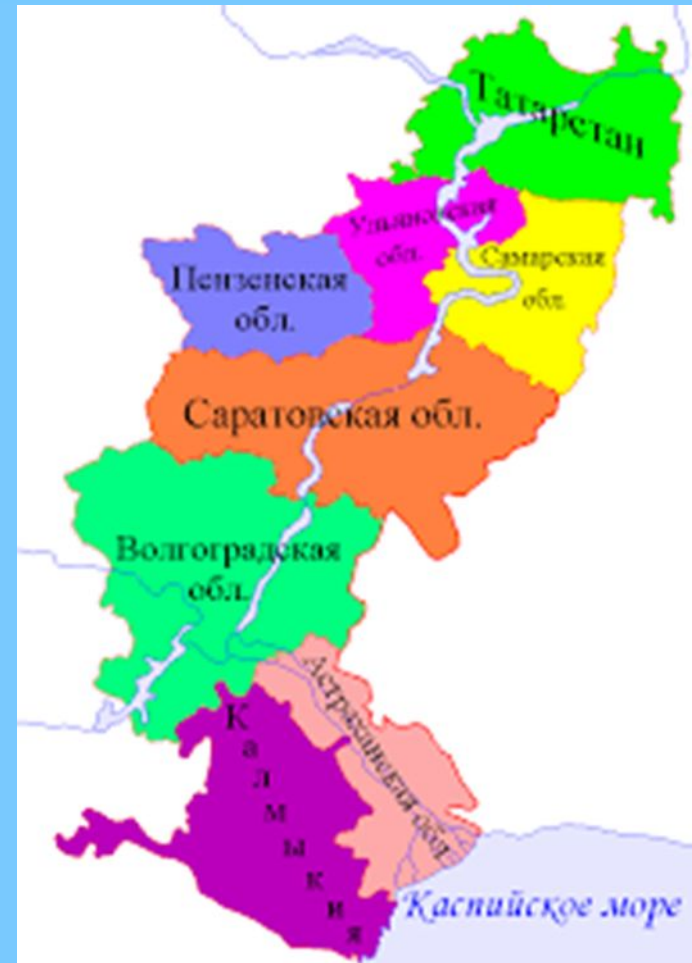 Татарстан
Ульяновская
обл.
Самарская
обл.
Пензенская
обл.
Саратовская обл.
Волгоградская
обл.
Астраханская обл.
Калмыкия
Каспийское море